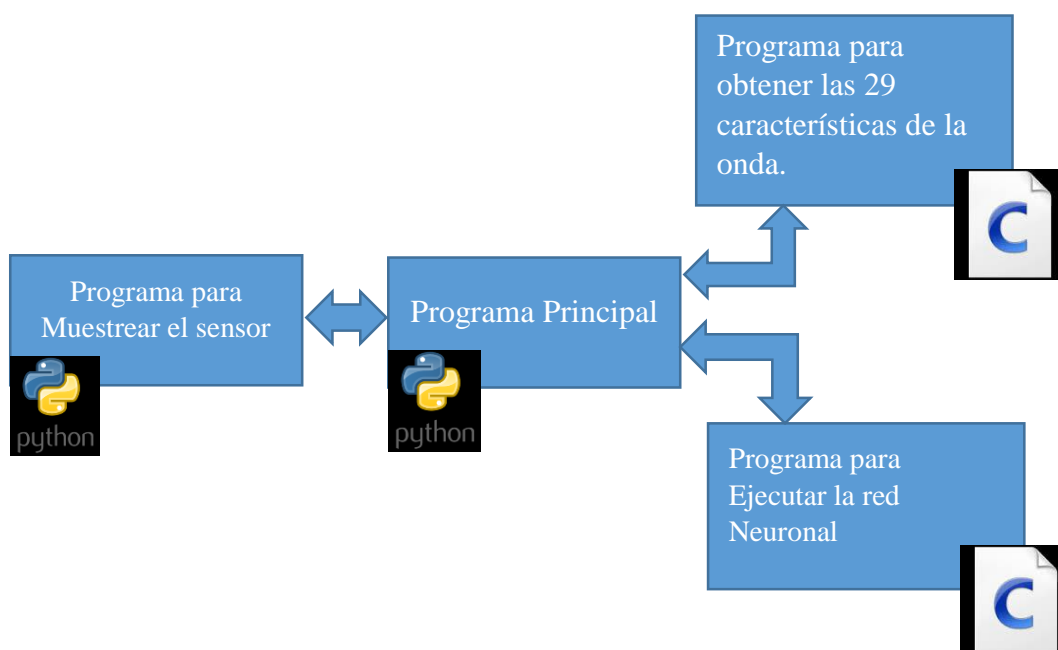 Programa para
obtener las 29
características de la
onda.
C
Programa para
Muestrear el sensor
python
Programa Principal
python
Programa para
Ejecutar la red
Neuronal
C